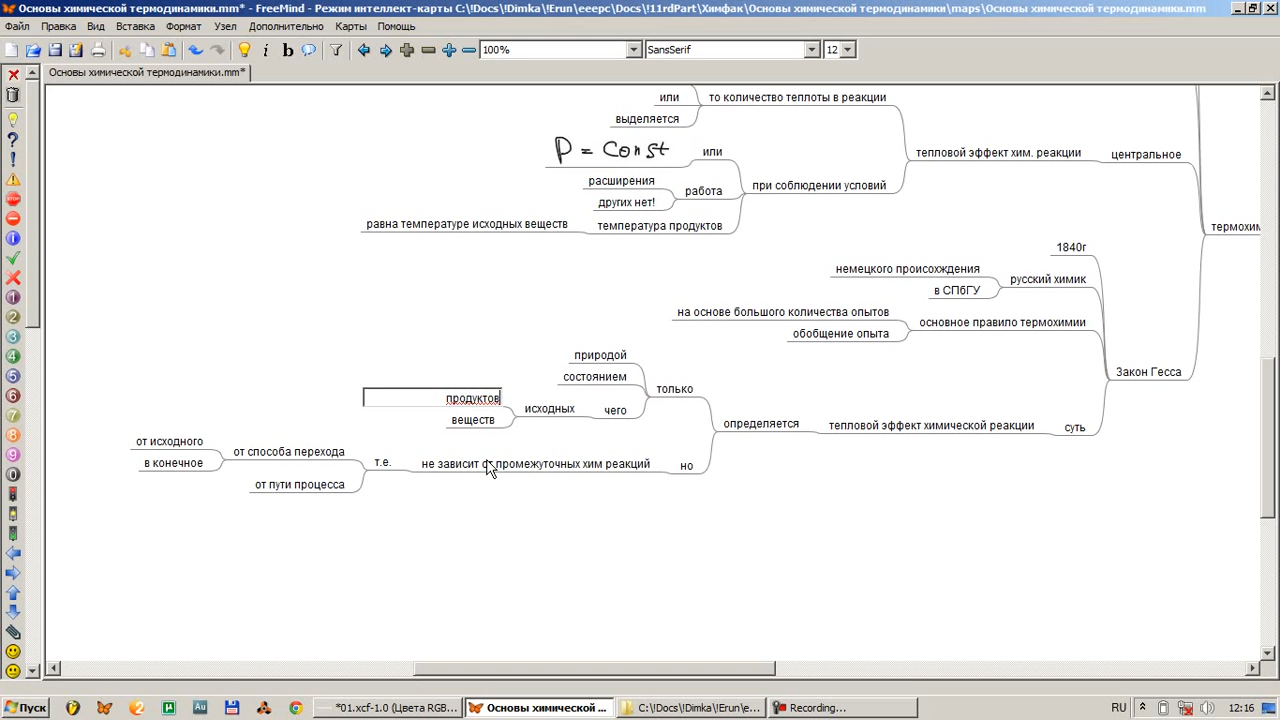 Основы химической термодинамики.mm* - FreeMind - Режим интеллект-карты C:\!Docs\!Dimka\!Erun\eeepc\Docs\!11rdPart\Химфак\Основы химической термодинамики\maps\Основы химической термодинамики.mm
Файл Правка Вид Вставка Формат Узел Дополнительно Карты Помощь
100% SansSerif 12
Основы химической термодинамики.mm*
или
то количество теплоты в реакции
выделяется
P = Const
или
тепловой эффект хим. реакции
центральное
расширения
работа
при соблюдении условий
других нет!
равна температуре исходных веществ
температура продуктов
термохим
1840г
немецкого происохждения
русский химик
в СПбГУ
на основе большого количества опытов
основное правило термохимии
обобщение опыта
природой
Закон Гесса
состоянием
только
продуктов
исходных
чего
веществ
определяется
тепловой эффект химической реакции
суть
от исходного
от способа перехода
т.е.
не зависит от промежуточных хим реакций
но
в конечное
от пути процесса
Пуск
*01.xcf-1.0 (Цвета RGB...
Основы химической ...
C:\!Docs\!Dimka\!Erun\e...
Recording...
RU
12:16